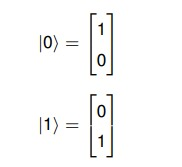 |0⟩ = [1
0]
|1⟩ = [0
1]